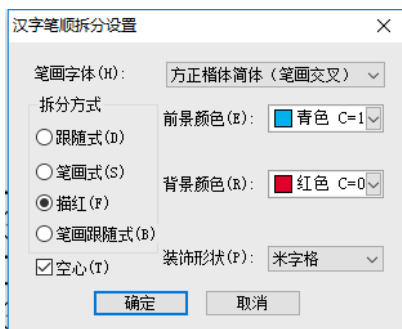 汉字笔顺拆分设置
笔画字体(H):
方正楷体简体（笔画交叉）
拆分方式
跟随式(D)
笔画式(S)
描红(F)
笔画跟随式(B)
空心(T)
前景颜色(E):
青色 C=1
背景颜色(R):
红色 C=0
装饰形状(P):
米字格
确定
取消